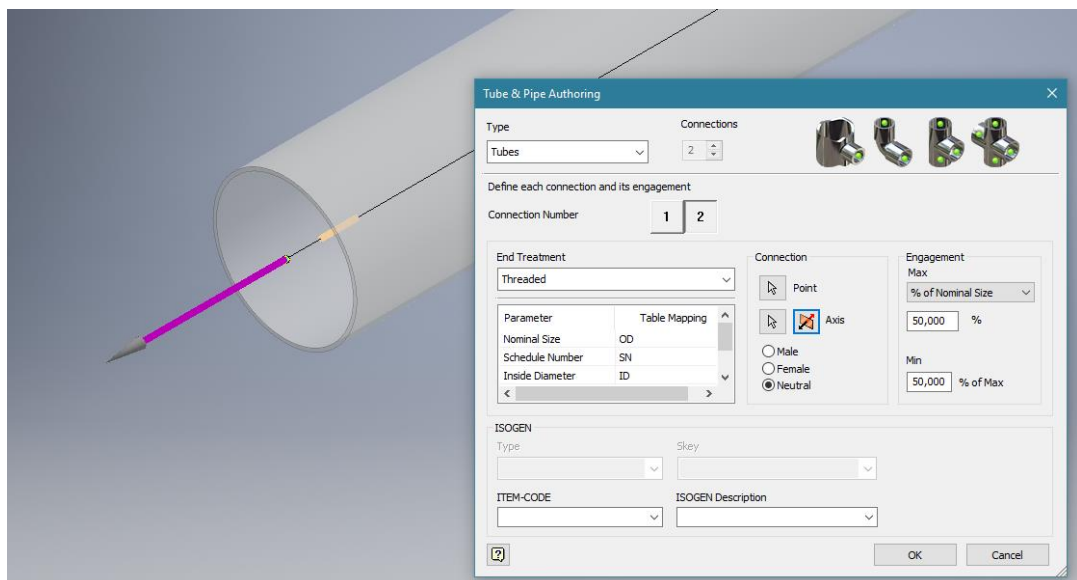 Tube & Pipe Authoring
Type
Connections
Tubes
2
Define each connection and its engagement
Connection Number
1
2
End Treatment
Threaded
Parameter Table Mapping
Nominal Size OD
Schedule Number SN
Inside Diameter ID
Connection
Point
Axis
Male
Female
Neutral
Engagement
Max
% of Nominal Size
50,000 %
Min
50,000 % of Max
ISOGEN
Type
Skey
ITEM-CODE
ISOGEN Description
OK
Cancel